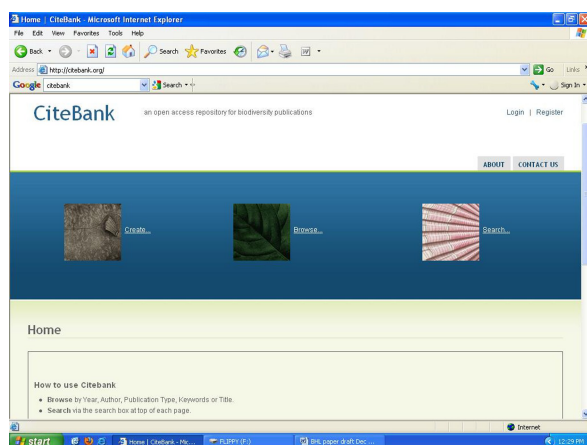 Home | CiteBank - Microsoft Internet Explorer
File Edit View Favorites Tools Help
Back Search Favorites
Address http://citebank.org/ Go Links
Google citebank Search Sign In
CiteBank an open access repository for biodiversity publications Login | Register
ABOUT CONTACT US
Create... Browse... Search...
Home
How to use Citebank
Browse by Year, Author, Publication Type, Keywords or Title.
Search via the search box at top of each page.
Internet
start Home | CiteBank - Mic... FLIPPY (F:) BHL paper draft Dec ... 12:29 PM